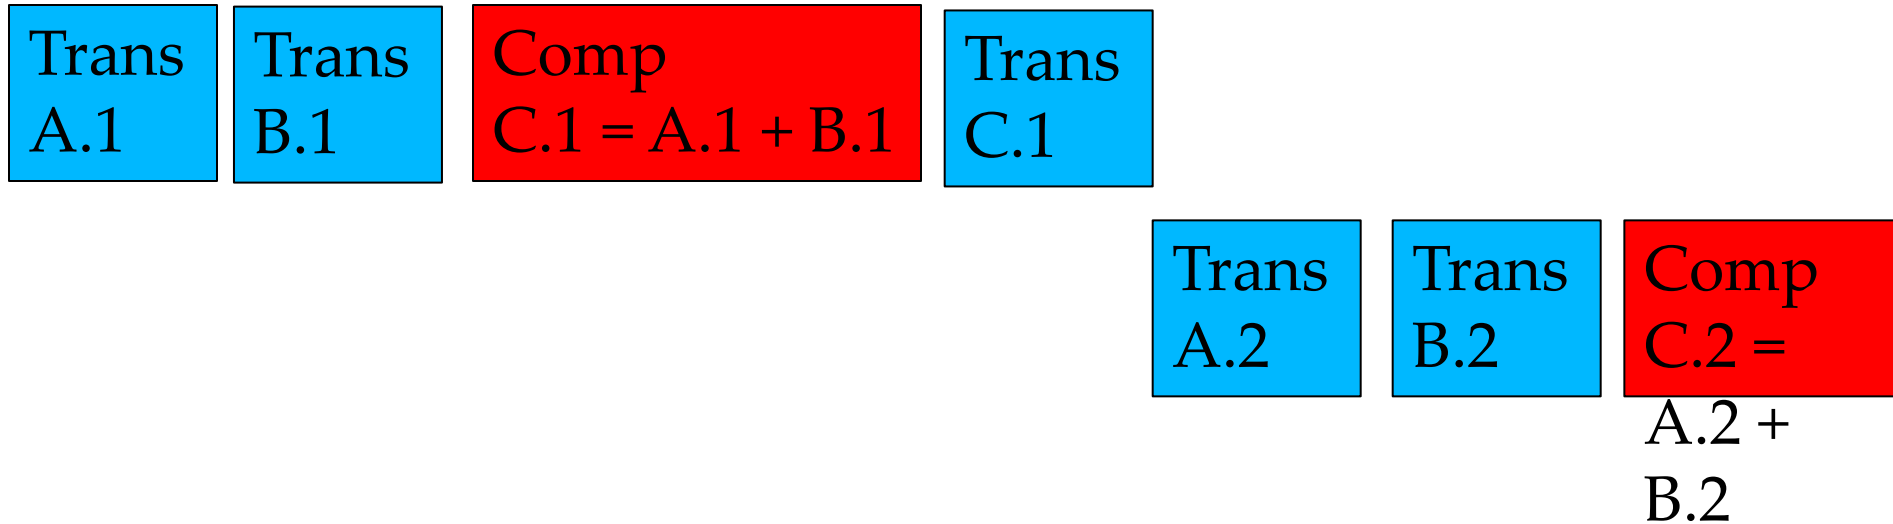 Trans
A.1
Trans
B.1
Comp
C.1 = A.1 + B.1
Trans
C.1
Trans
A.2
Trans
B.2
Comp
C.2 =
A.2 +
B.2